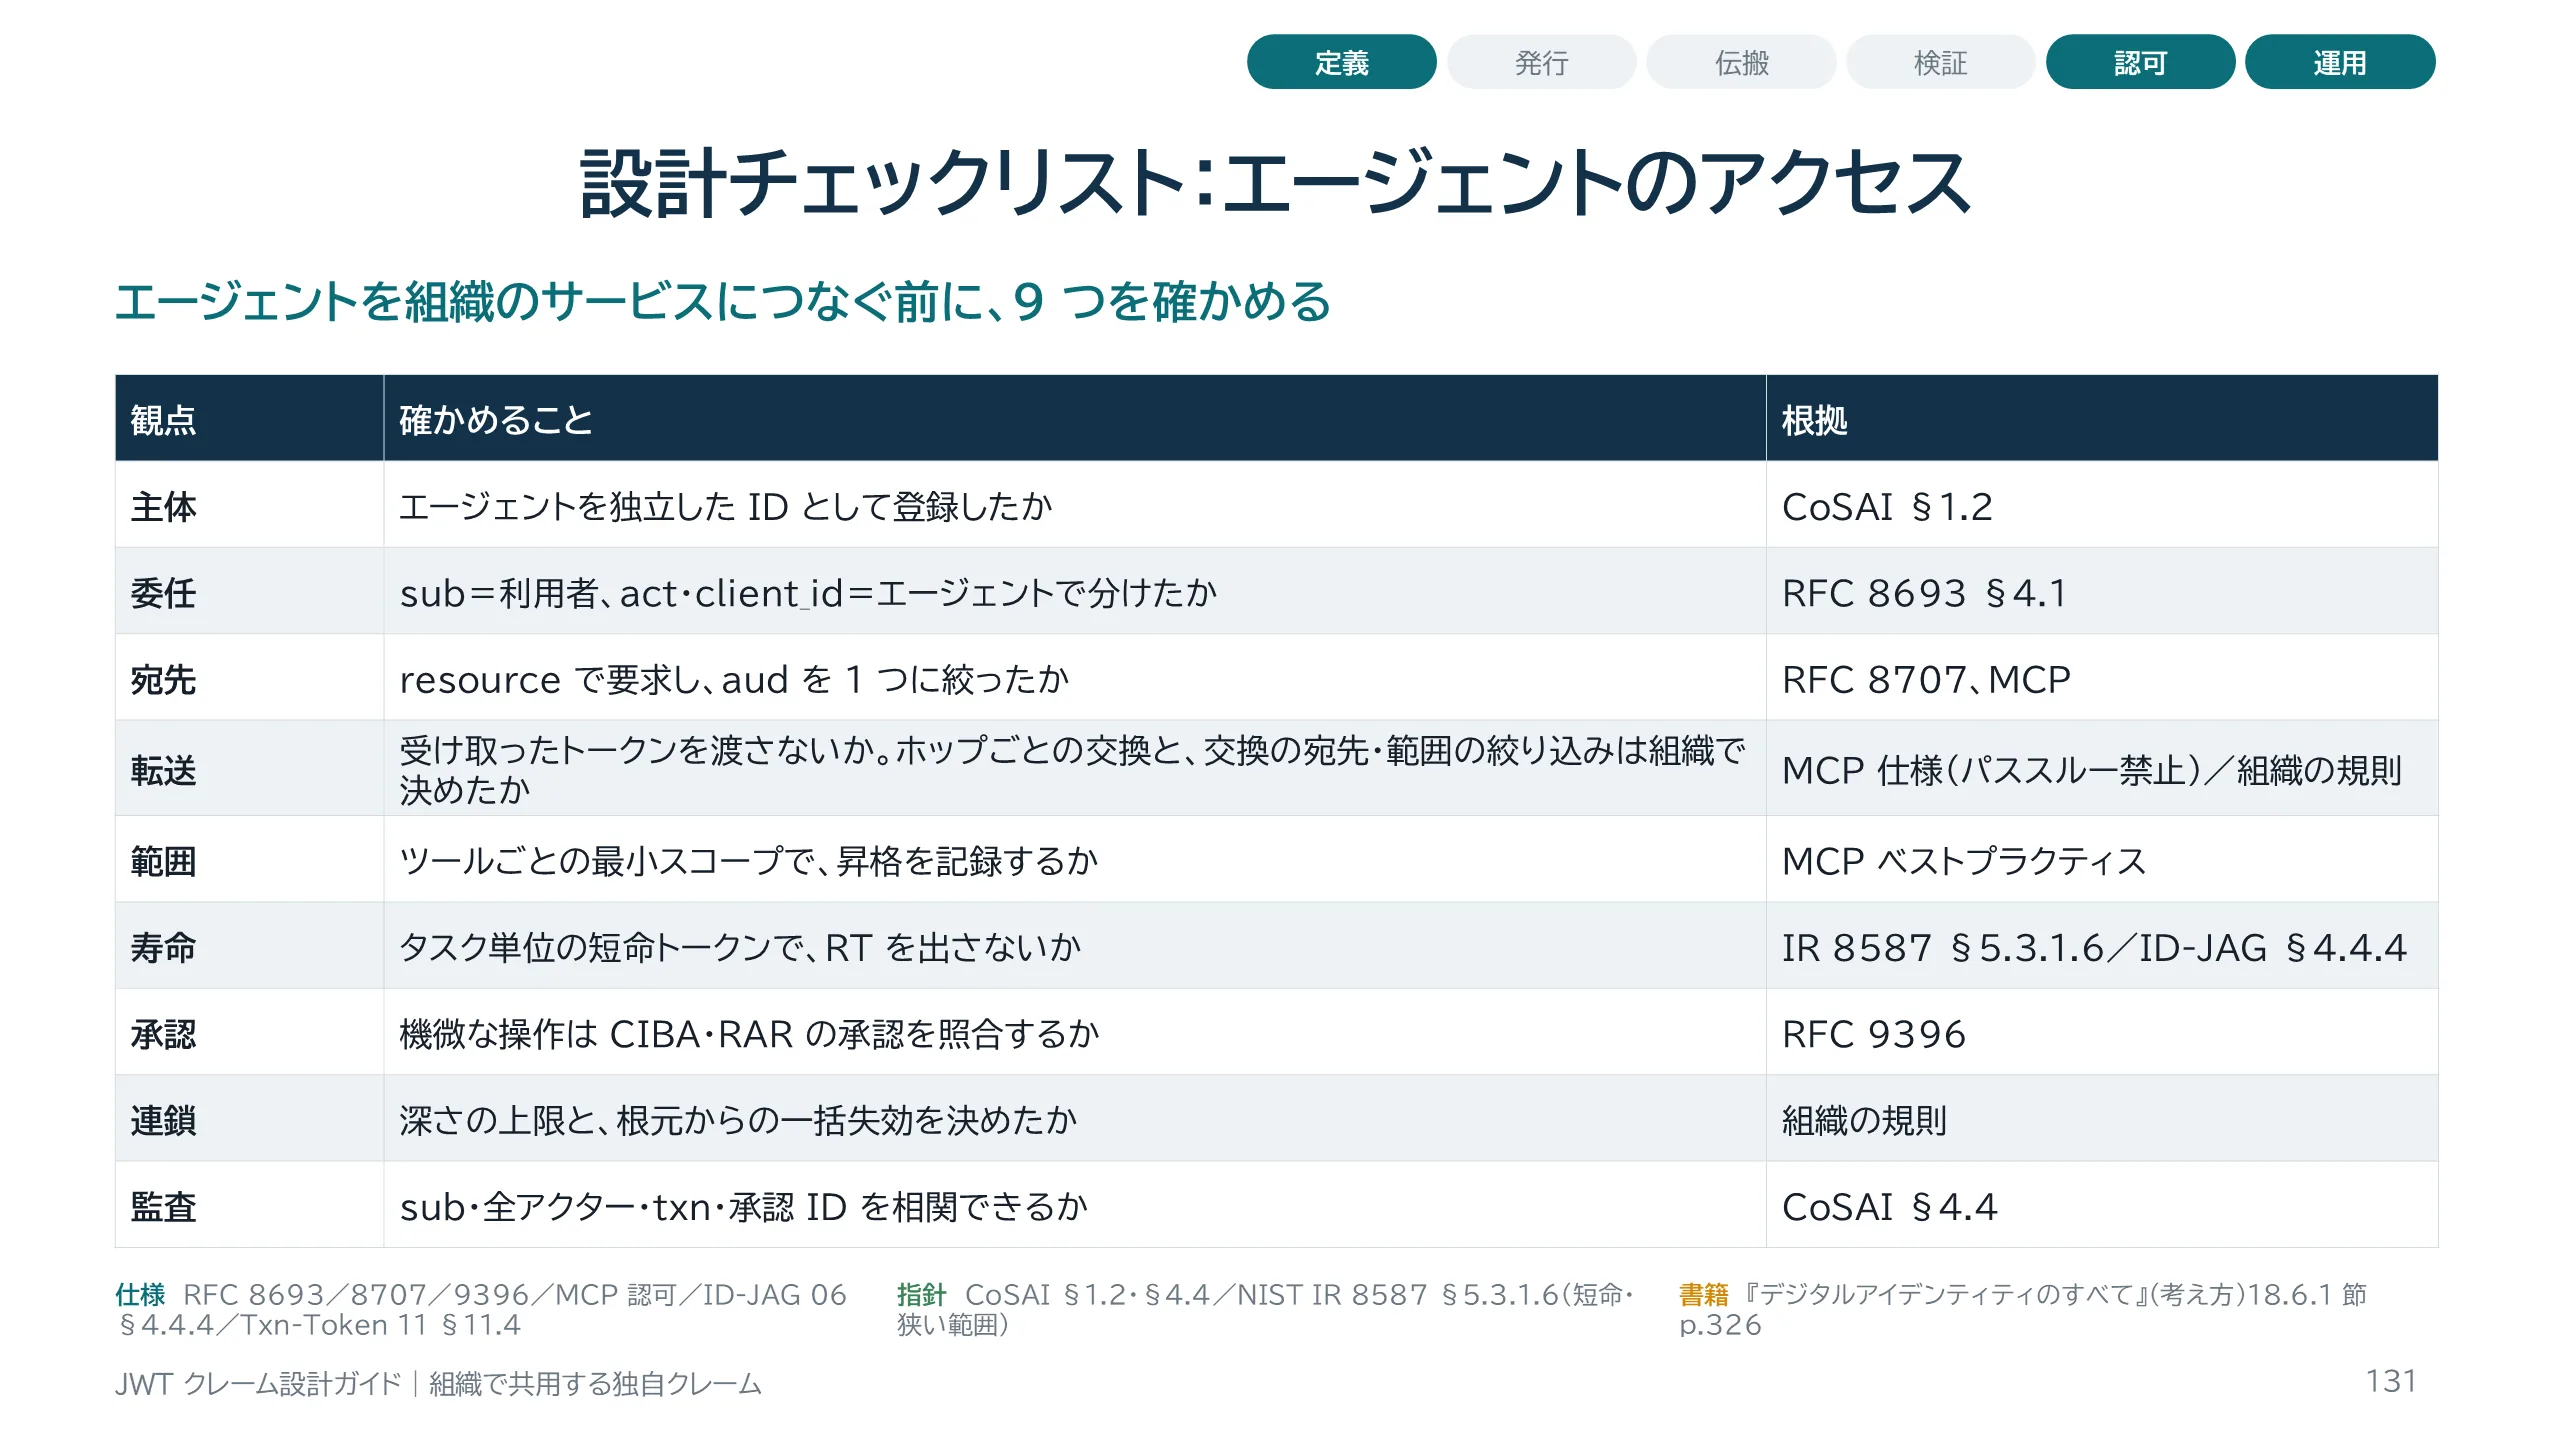 定義 発行 伝搬 検証 認可 運用
設計チェックリスト：エージェントのアクセス
エージェントを組織のサービスにつなぐ前に、9 つを確かめる
観点 確かめること 根拠
主体 エージェントを独立した ID として登録したか CoSAI §1.2
委任 sub＝利用者、act・client_id＝エージェントで分けたか RFC 8693 §4.1
宛先 resource で要求し、aud を 1 つに絞ったか RFC 8707、MCP
転送 受け取ったトークンを渡さないか。ホップごとの交換と、交換の宛先・範囲の絞り込みは組織で
決めたか MCP 仕様（パススルー禁止）／組織の規則
範囲 ツールごとの最小スコープで、昇格を記録するか MCP ベストプラクティス
寿命 タスク単位の短命トークンで、RT を出さないか IR 8587 §5.3.1.6／ID-JAG §4.4.4
承認 機微な操作は CIBA・RAR の承認を照合するか RFC 9396
連鎖 深さの上限と、根元からの一括失効を決めたか 組織の規則
監査 sub・全アクター・txn・承認 ID を相関できるか CoSAI §4.4
仕様 RFC 8693／8707／9396／MCP 認可／ID-JAG 06
§4.4.4／Txn-Token 11 §11.4
指針 CoSAI §1.2・§4.4／NIST IR 8587 §5.3.1.6（短命・
狭い範囲）
書籍 『デジタルアイデンティティのすべて』（考え方）18.6.1 節
p.326
JWT クレーム設計ガイド｜組織で共用する独自クレーム
131